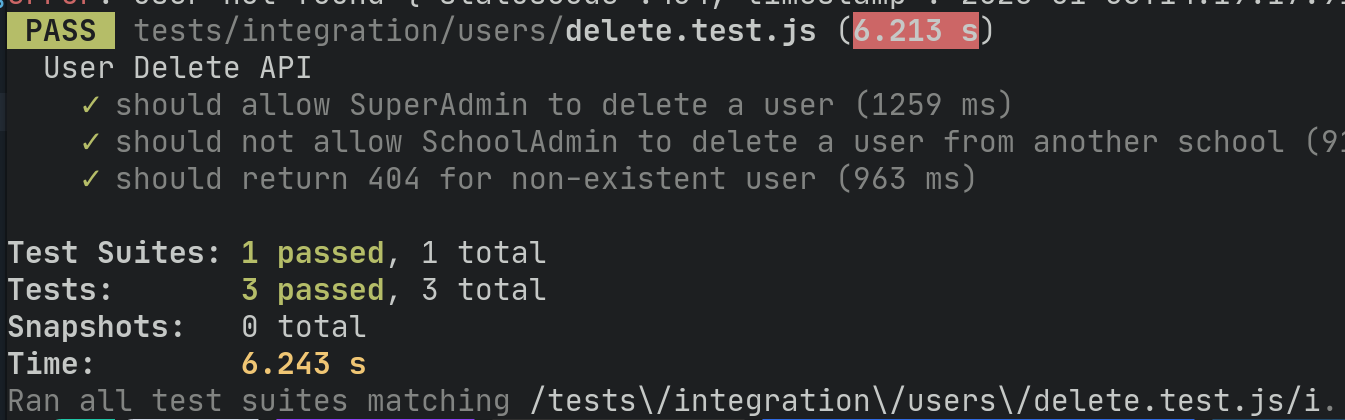 PASS tests/integration/users/delete.test.js (6.213 s)
User Delete API
✓ should allow SuperAdmin to delete a user (1259 ms)
✓ should not allow SchoolAdmin to delete a user from another school (91
✓ should return 404 for non-existent user (963 ms)
Test Suites: 1 passed, 1 total
Tests: 3 passed, 3 total
Snapshots: 0 total
Time: 6.243 s
Ran all test suites matching /tests\/integration\/users\/delete.test.js/i.